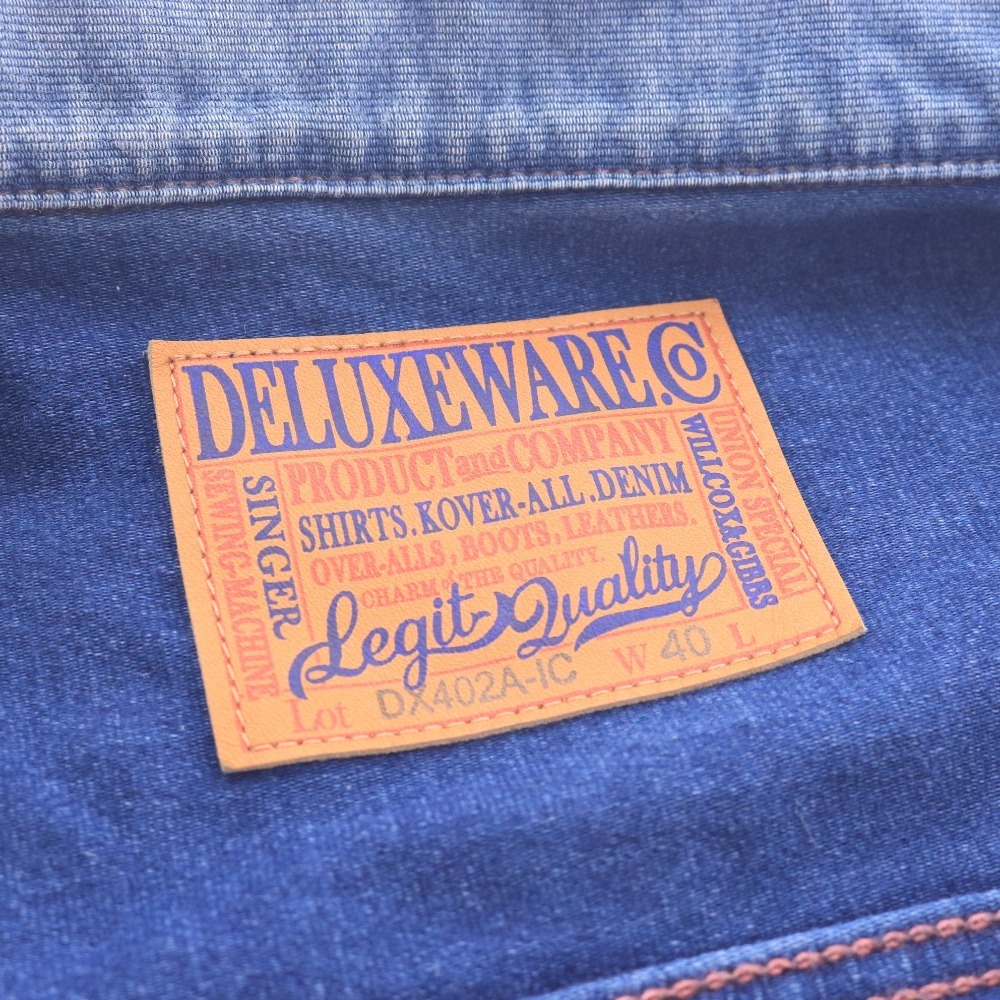 DELUXEWARE.Co
PRODUCT and COMPANY
SHIRTS. KOVER-ALL. DENIM
OVER-ALLS, BOOTS, LEATHERS.
CHARM of THE QUALITY.
Legit-Quality
SINGER
SEWING-MACHINE
UNION SPECIAL
WILLCOX&GIBBS
Lot DX402A-IC W 40 L